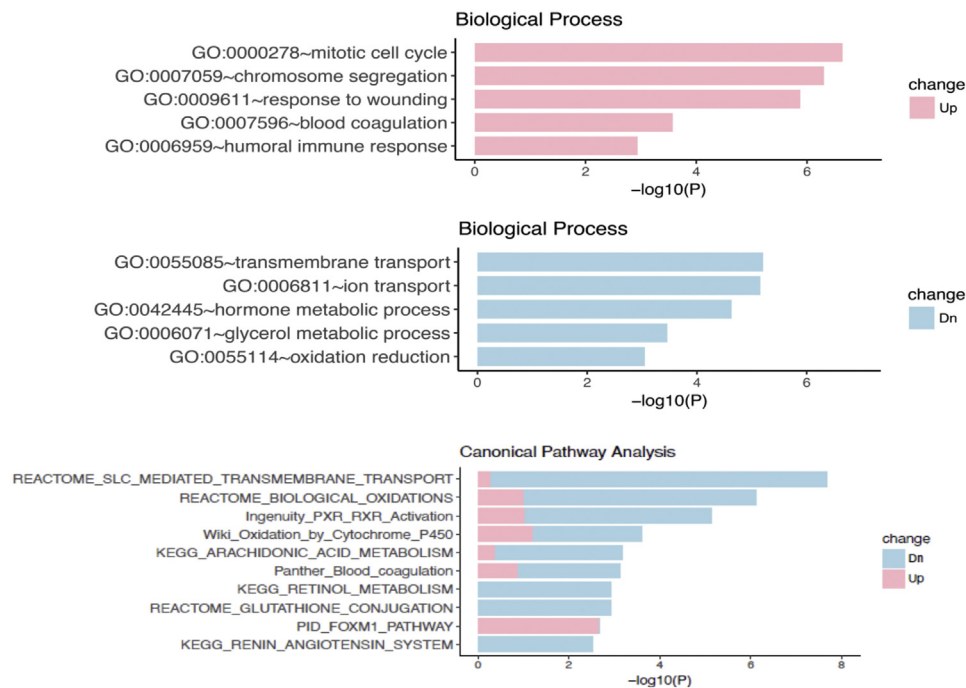 Biological Process
GO:0000278~mitotic cell cycle
GO:0007059~chromosome segregation
GO:0009611~response to wounding
GO:0007596~blood coagulation
GO:0006959~humoral immune response
change
Up
0 2 4 6
−log10(P)
Biological Process
GO:0055085~transmembrane transport
GO:0006811~ion transport
GO:0042445~hormone metabolic process
GO:0006071~glycerol metabolic process
GO:0055114~oxidation reduction
change
Dn
0 2 4 6
−log10(P)
Canonical Pathway Analysis
REACTOME_SLC_MEDIATED_TRANSMEMBRANE_TRANSPORT
REACTOME_BIOLOGICAL_OXIDATIONS
Ingenuity_PXR_RXR_Activation
Wiki_Oxidation_by_Cytochrome_P450
KEGG_ARACHIDONIC_ACID_METABOLISM
Panther_Blood_coagulation
KEGG_RETINOL_METABOLISM
REACTOME_GLUTATHIONE_CONJUGATION
PID_FOXM1_PATHWAY
KEGG_RENIN_ANGIOTENSIN_SYSTEM
change
Dn
Up
0 2 4 6 8
−log10(P)